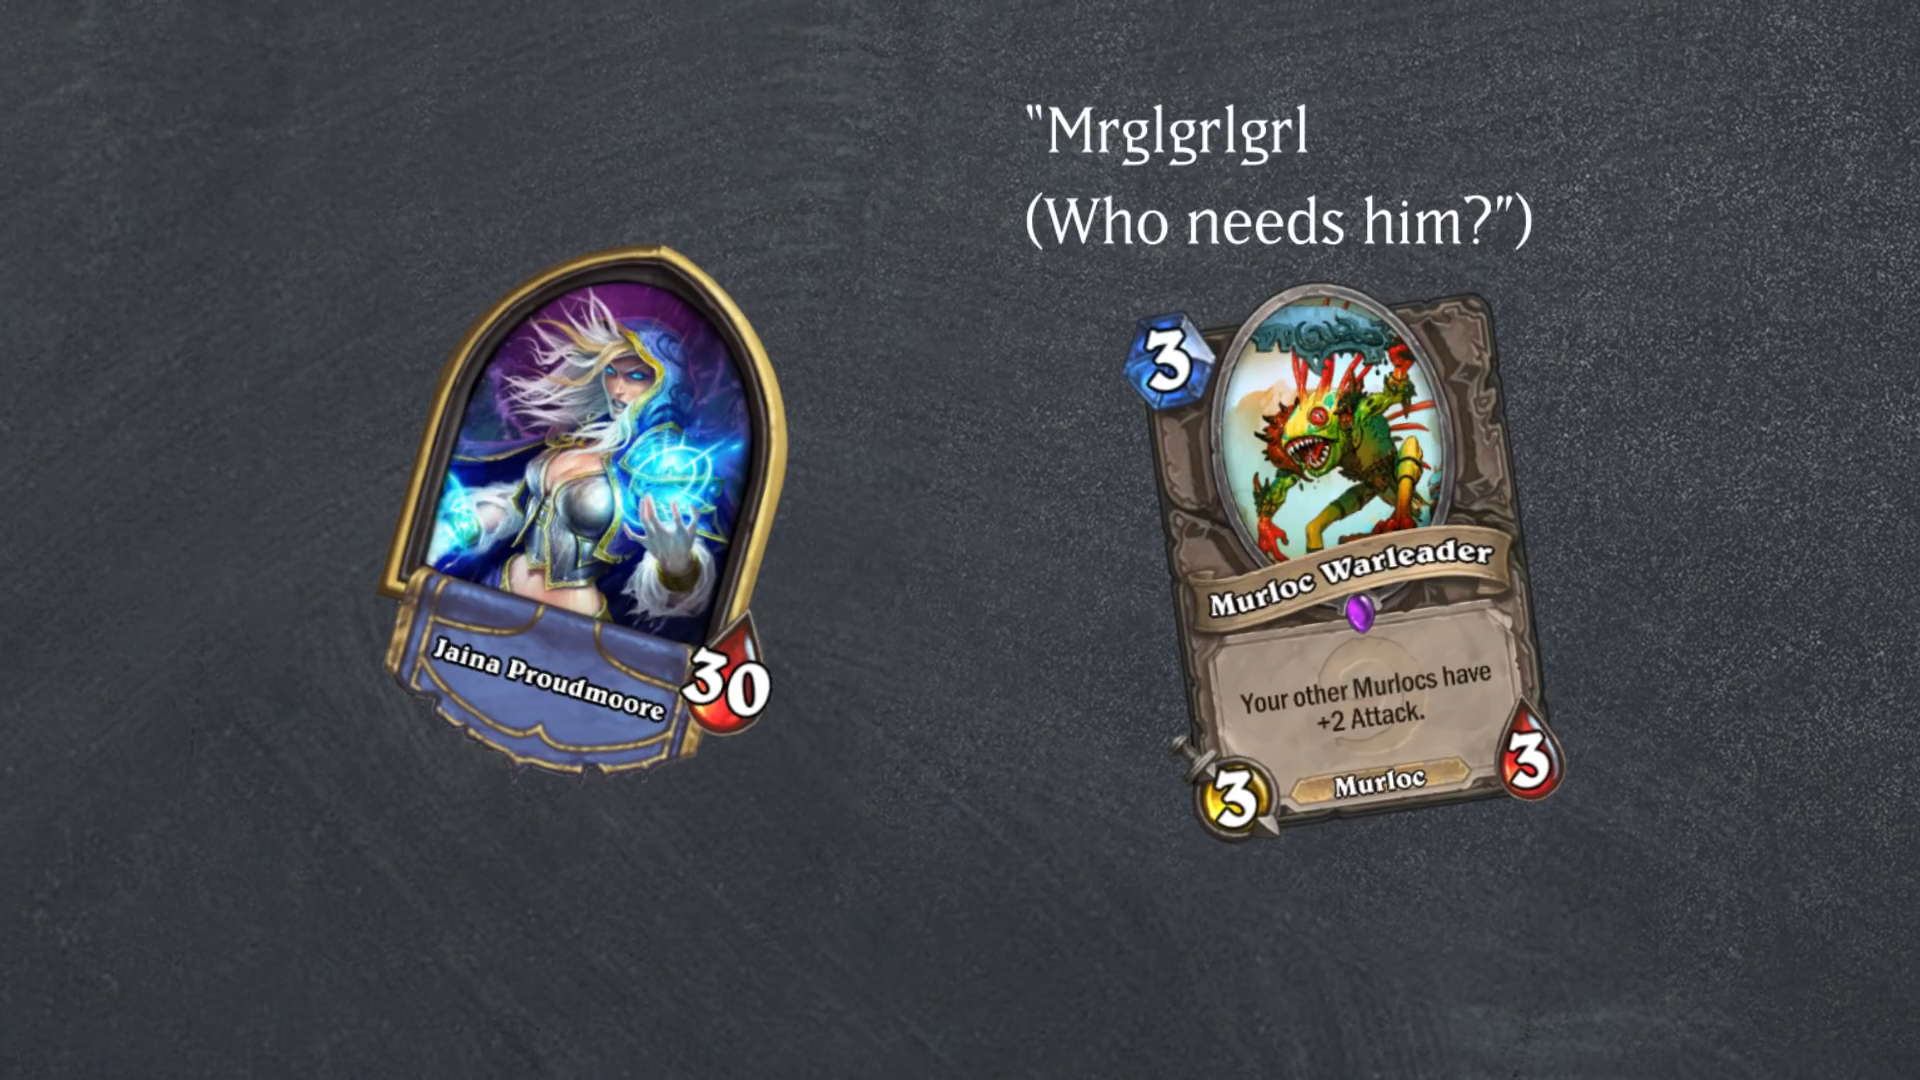 "Mrglgrlgrl
(Who needs him?")
Jaina Proudmoore
30
3
Murloc Warleader
Your other Murlocs have
+2 Attack.
Murloc
3
3